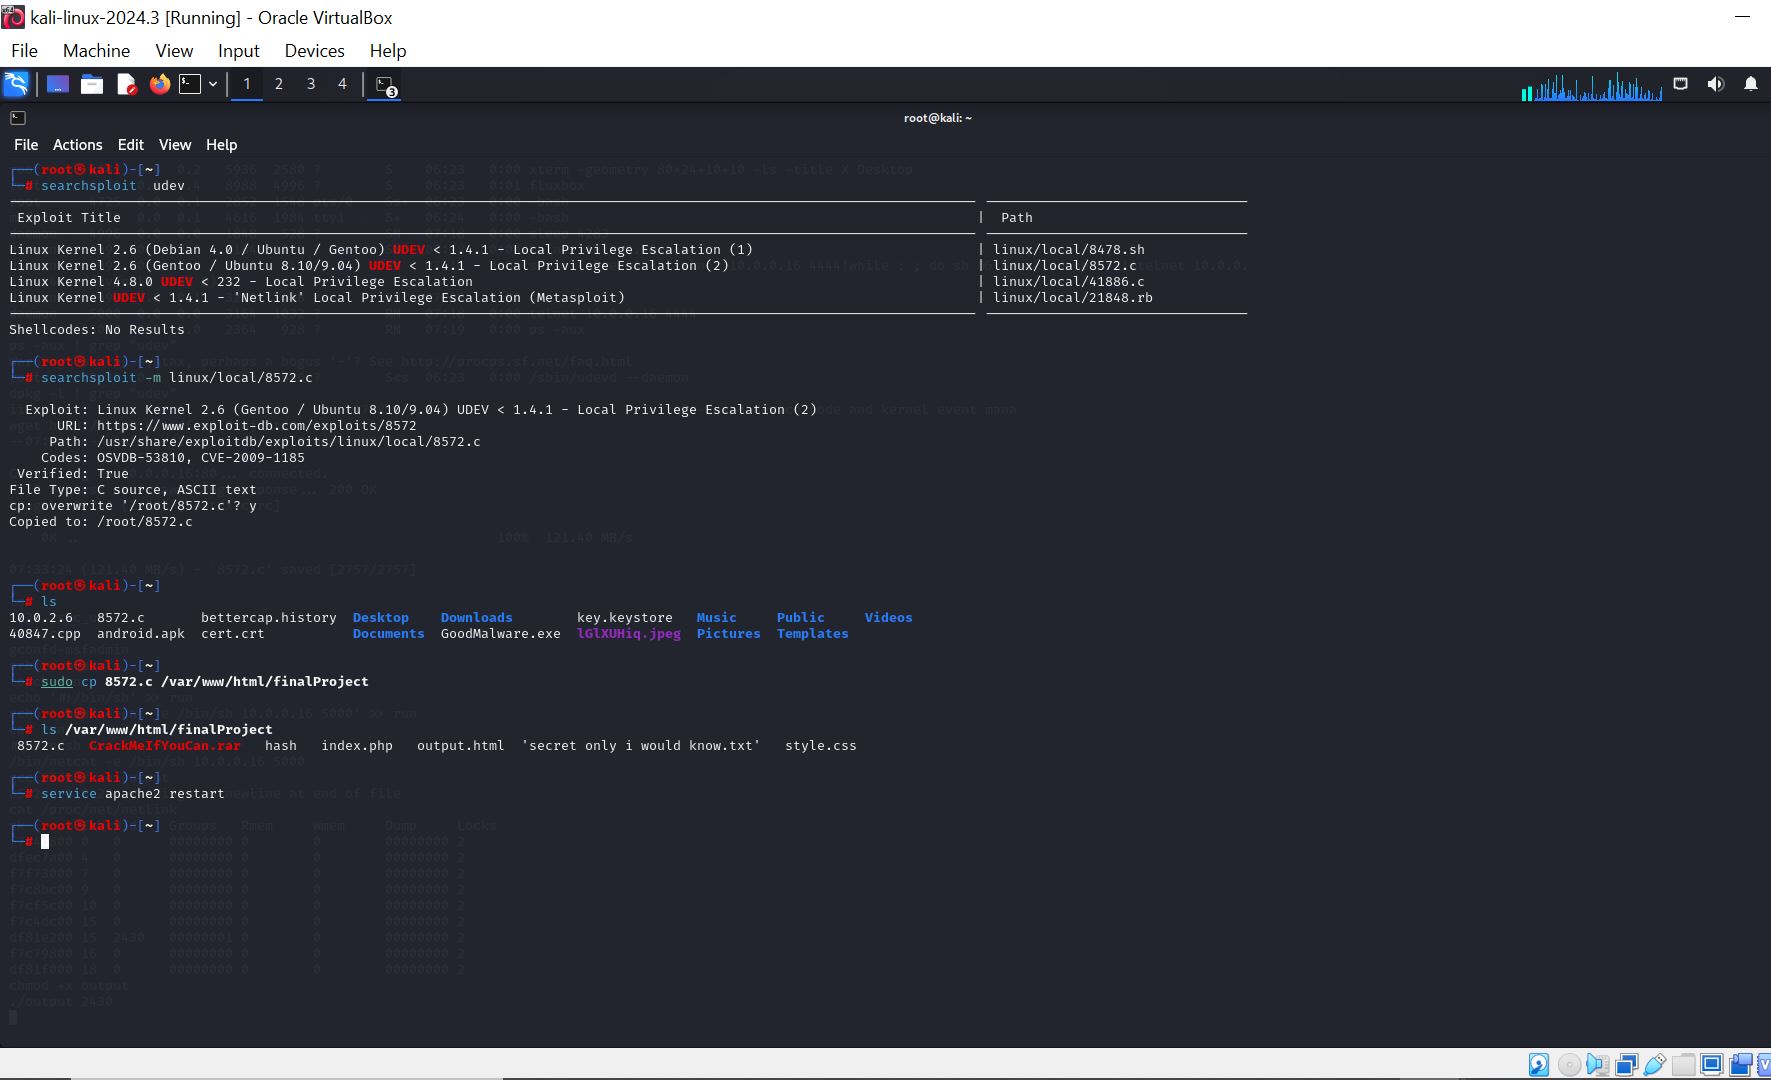 kali-linux-2024.3 [Running] - Oracle VirtualBox
File Machine View Input Devices Help
1 2 3 4 3
root@kali: ~
File Actions Edit View Help
┌──(root㉿kali)-[~]
└─# searchsploit udev
Exploit Title | Path
Linux Kernel 2.6 (Debian 4.0 / Ubuntu / Gentoo) UDEV < 1.4.1 - Local Privilege Escalation (1) | linux/local/8478.sh
Linux Kernel 2.6 (Gentoo / Ubuntu 8.10/9.04) UDEV < 1.4.1 - Local Privilege Escalation (2) | linux/local/8572.c
Linux Kernel 4.8.0 UDEV < 232 - Local Privilege Escalation | linux/local/41886.c
Linux Kernel UDEV < 1.4.1 - 'Netlink' Local Privilege Escalation (Metasploit) | linux/local/21848.rb
Shellcodes: No Results
┌──(root㉿kali)-[~]
└─# searchsploit -m linux/local/8572.c
Exploit: Linux Kernel 2.6 (Gentoo / Ubuntu 8.10/9.04) UDEV < 1.4.1 - Local Privilege Escalation (2)
URL: https://www.exploit-db.com/exploits/8572
Path: /usr/share/exploitdb/exploits/linux/local/8572.c
Codes: OSVDB-53810, CVE-2009-1185
Verified: True
File Type: C source, ASCII text
cp: overwrite '/root/8572.c'? y
Copied to: /root/8572.c
┌──(root㉿kali)-[~]
└─# ls
10.0.2.6 8572.c bettercap.history Desktop Downloads key.keystore Music Public Videos
40847.cpp android.apk cert.crt Documents GoodMalware.exe lGlXUHiq.jpeg Pictures Templates
┌──(root㉿kali)-[~]
└─# sudo cp 8572.c /var/www/html/finalProject
┌──(root㉿kali)-[~]
└─# ls /var/www/html/finalProject
8572.c CrackMeIfYouCan.rar hash index.php output.html 'secret only i would know.txt' style.css
┌──(root㉿kali)-[~]
└─# service apache2 restart
┌──(root㉿kali)-[~]
└─#